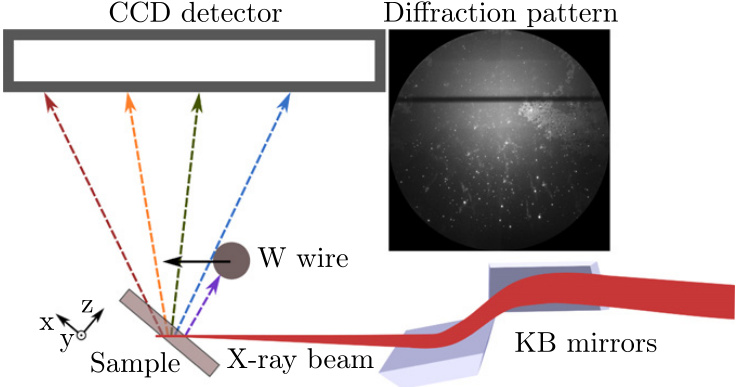 CCD detector
Diffraction pattern
W wire
x
z
y
Sample
X-ray beam
KB mirrors